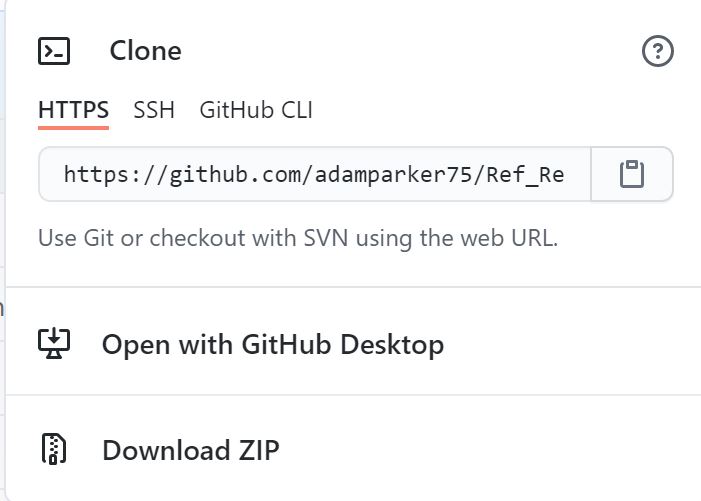 Clone
HTTPS SSH GitHub CLI
https://github.com/adamparker75/Ref_Re
Use Git or checkout with SVN using the web URL.
Open with GitHub Desktop
Download ZIP